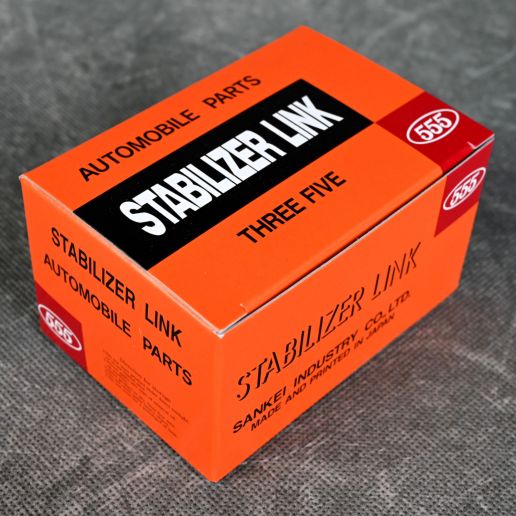 AUTOMOBILE PARTS
STABILIZER LINK
THREE FIVE
555
555
STABILIZER LINK
AUTOMOBILE PARTS
555
STABILIZER LINK
SANKEI INDUSTRY CO., LTD.
MADE AND PRINTED IN JAPAN